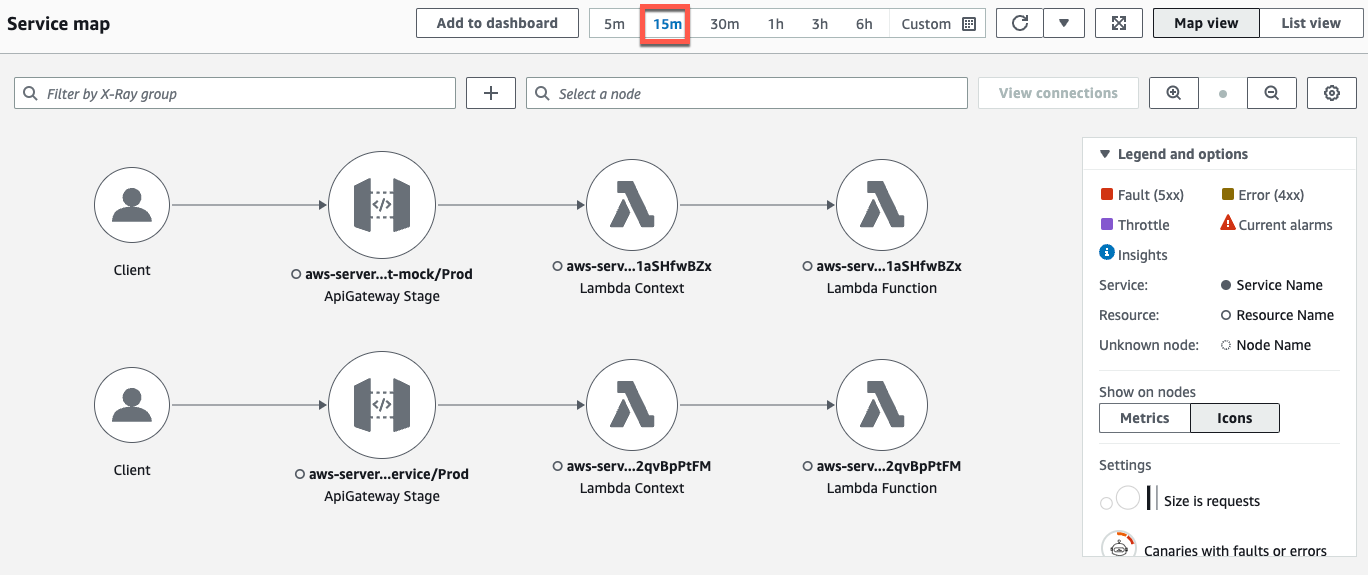 Service map
Add to dashboard
5m 15m 30m 1h 3h 6h Custom
Map view List view
Filter by X-Ray group
Select a node
View connections
Legend and options
Fault (5xx) Error (4xx)
Throttle Current alarms
Insights
Service: Service Name
Resource: Resource Name
Unknown node: Node Name
Show on nodes
Metrics Icons
Settings
Size is requests
Canaries with faults or errors
</>
Client
aws-server...t-mock/Prod
ApiGateway Stage
aws-serv...1aSHfwBZx
Lambda Context
aws-serv...1aSHfwBZx
Lambda Function
</>
Client
aws-server...ervice/Prod
ApiGateway Stage
aws-serv...2qvBpPtFM
Lambda Context
aws-serv...2qvBpPtFM
Lambda Function